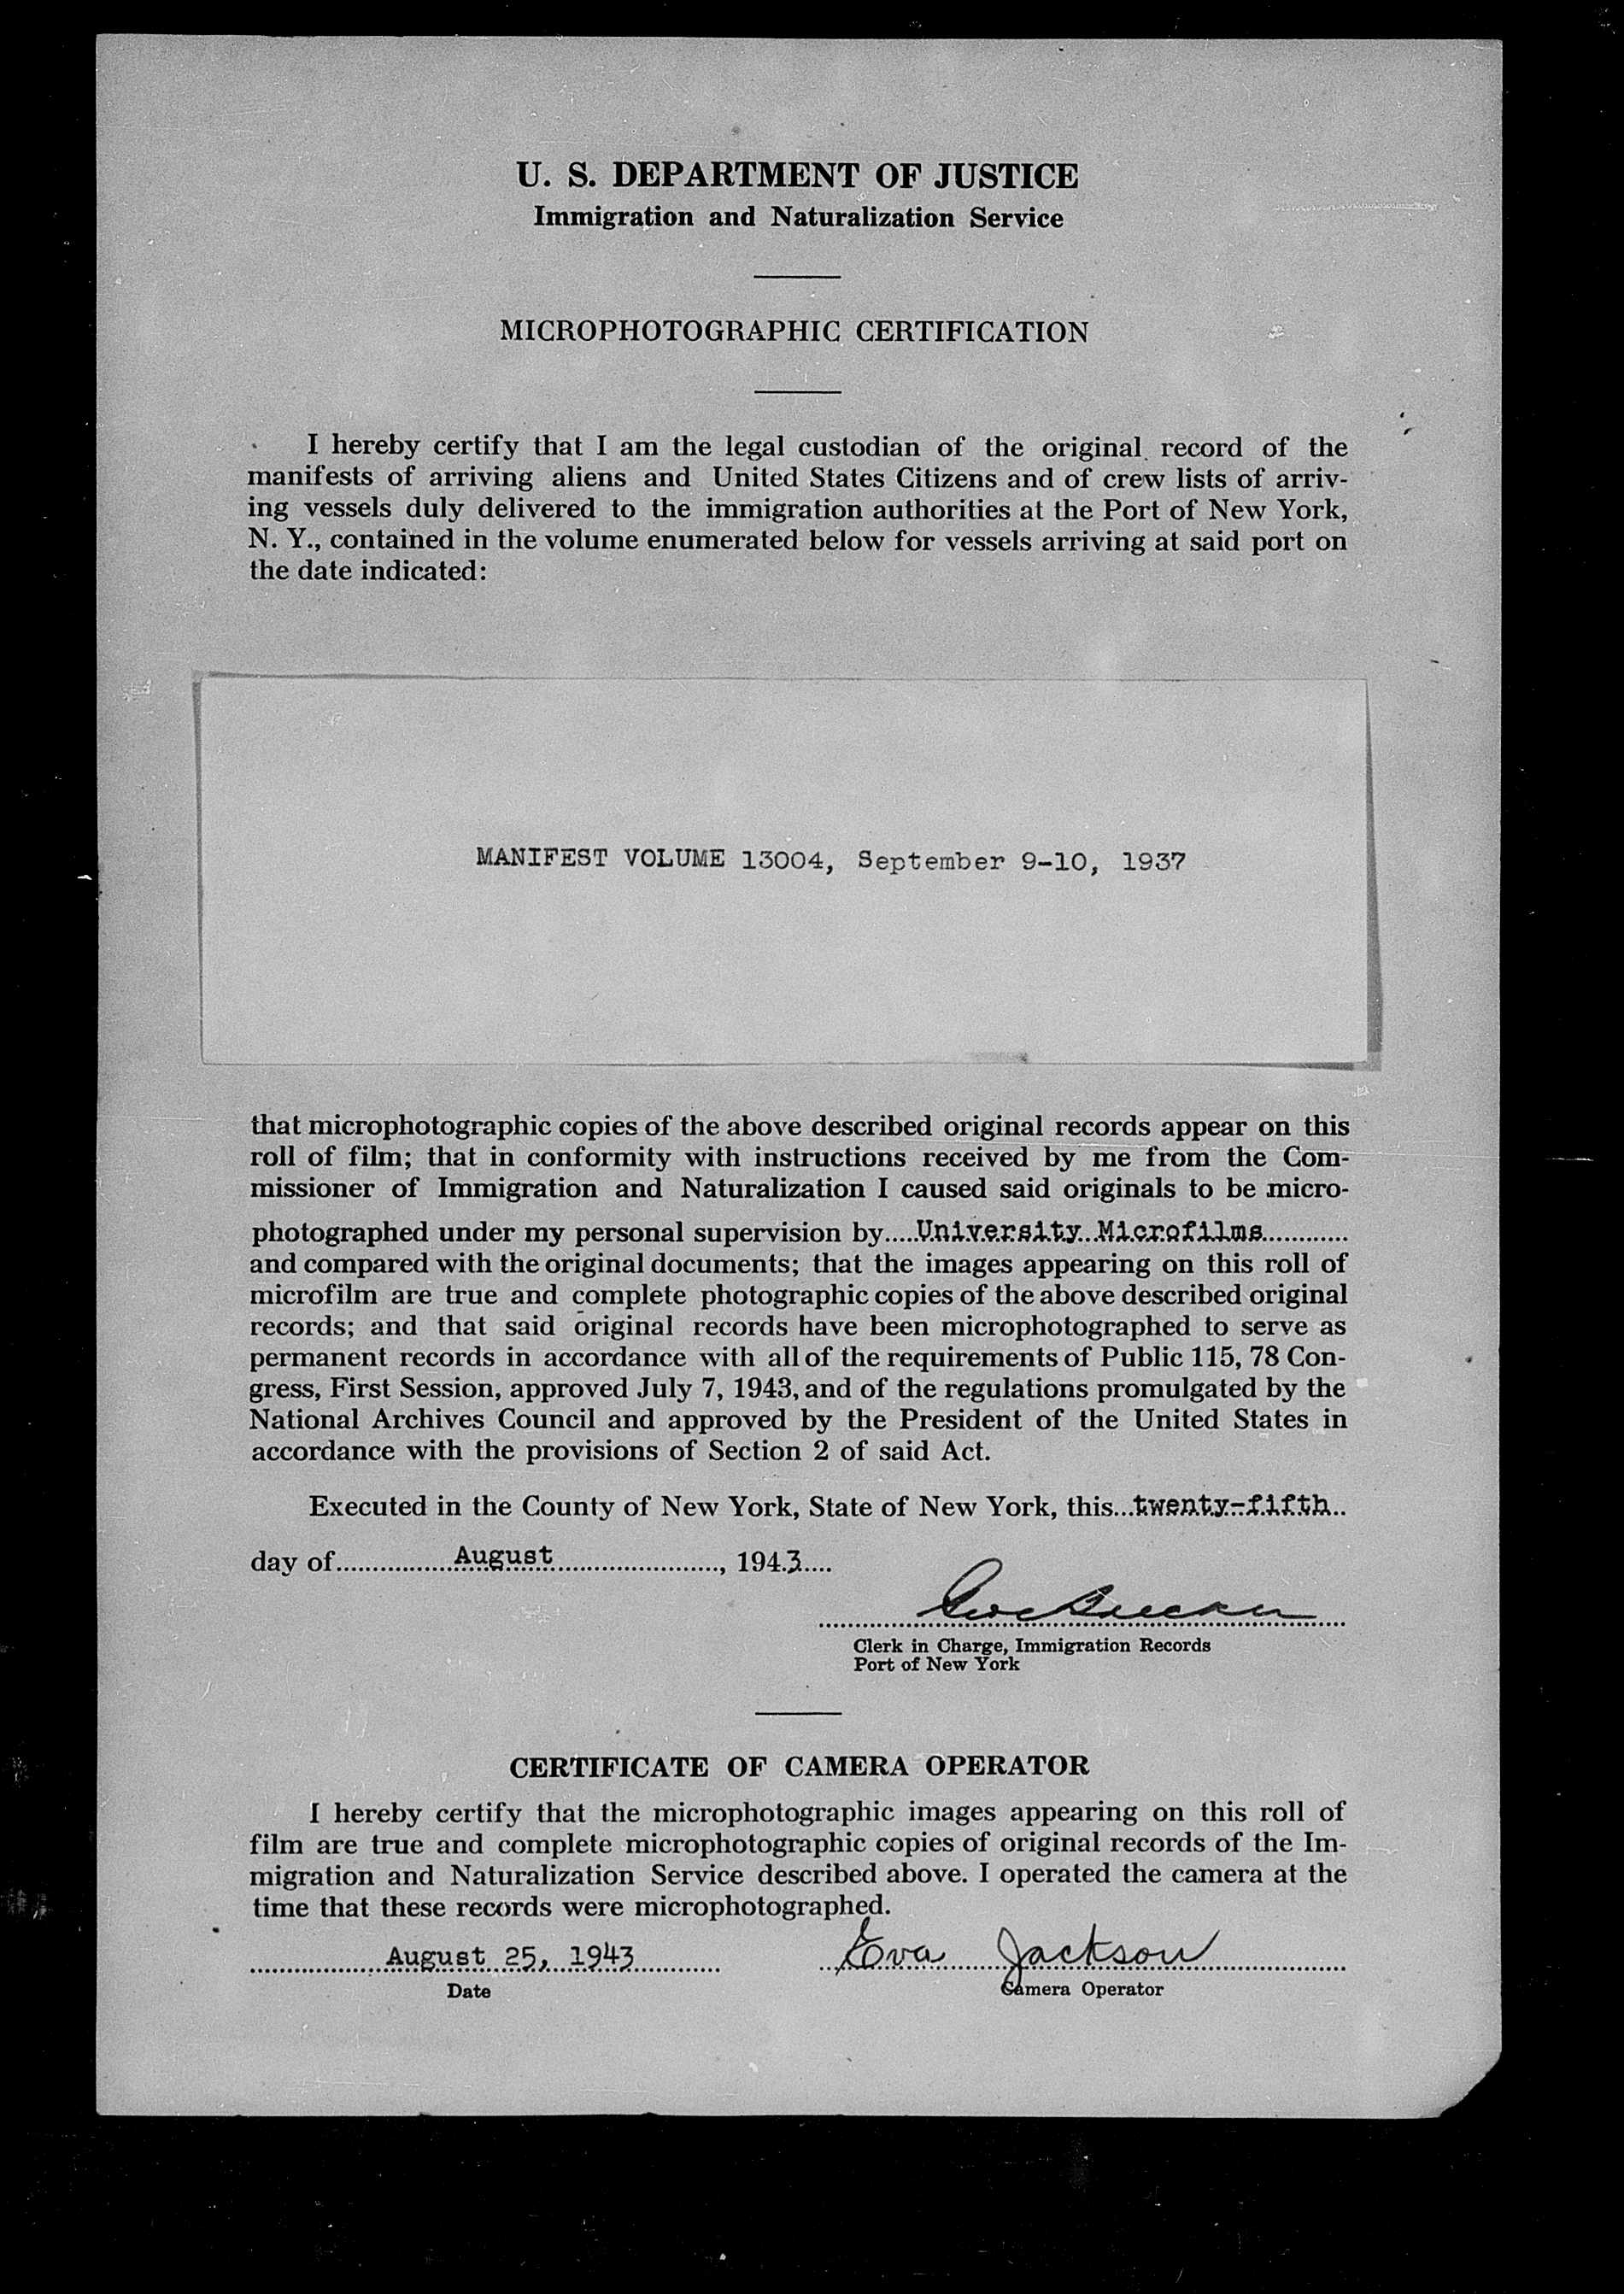 U. S. DEPARTMENT OF JUSTICE
Immigration and Naturalization Service
MICROPHOTOGRAPHIC CERTIFICATION
I hereby certify that I am the legal custodian of the original record of the
manifests of arriving aliens and United States Citizens and of crew lists of arriv-
ing vessels duly delivered to the immigration authorities at the Port of New York,
N. Y., contained in the volume enumerated below for vessels arriving at said port on
the date indicated:
MANIFEST VOLUME 13004, September 9-10, 1937
that microphotographic copies of the above described original records appear on this
roll of film; that in conformity with instructions received by me from the Com-
missioner of Immigration and Naturalization I caused said originals to be micro-
photographed under my personal supervision by.....University Microfilms............
and compared with the original documents; that the images appearing on this roll of
microfilm are true and complete photographic copies of the above described original
records; and that said original records have been microphotographed to serve as
permanent records in accordance with all of the requirements of Public 115, 78 Con-
gress, First Session, approved July 7, 1943, and of the regulations promulgated by the
National Archives Council and approved by the President of the United States in
accordance with the provisions of Section 2 of said Act.
Executed in the County of New York, State of New York, this...twenty-fifth..
day of...............August......................., 194.3....
Clerk in Charge, Immigration Records
Port of New York
CERTIFICATE OF CAMERA OPERATOR
I hereby certify that the microphotographic images appearing on this roll of
film are true and complete microphotographic copies of original records of the Im-
migration and Naturalization Service described above. I operated the camera at the
time that these records were microphotographed.
August 25, 1943 Eva Jackson
Date Camera Operator